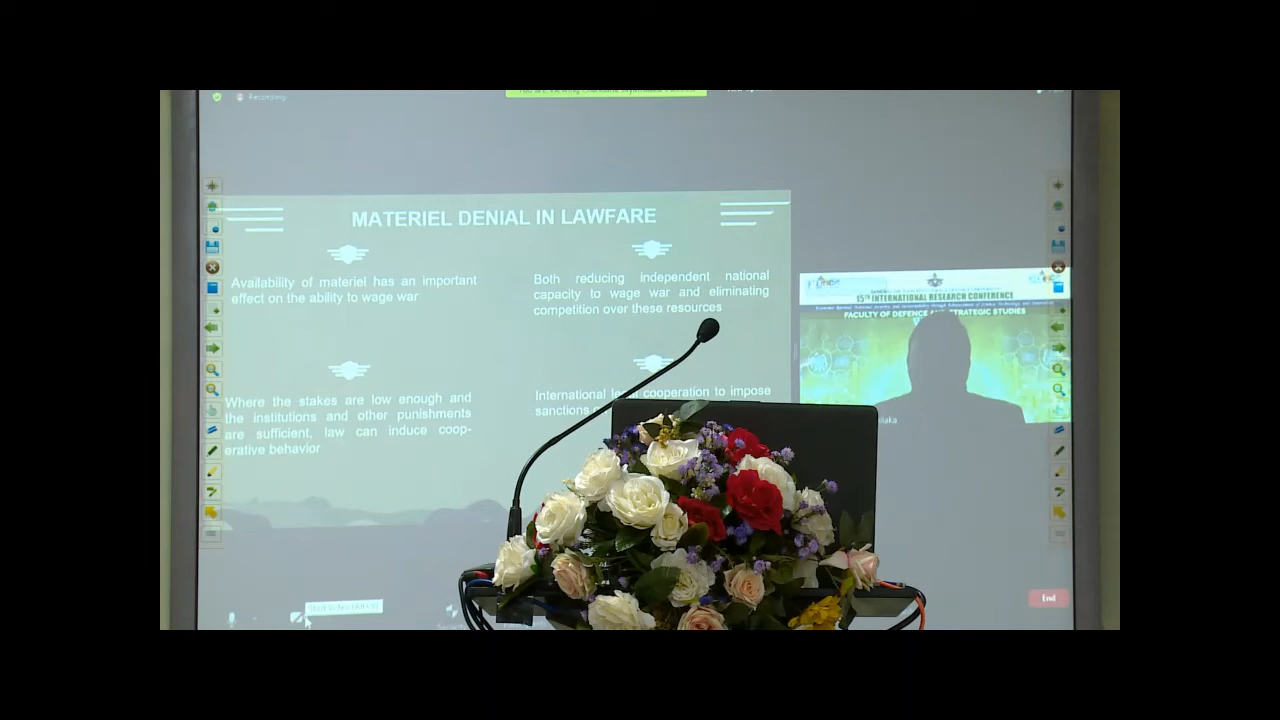 Recording
MATERIEL DENIAL IN LAWFARE
Availability of materiel has an important
effect on the ability to wage war
Both reducing independent national
capacity to wage war and eliminating
competition over these resources
Where the stakes are low enough and
the institutions and other punishments
are sufficient, law can induce coop-
erative behavior
International cooperation to impose
sanctions
15TH INTERNATIONAL RESEARCH CONFERENCE
FACULTY OF DEFENCE AND STRATEGIC STUDIES
End